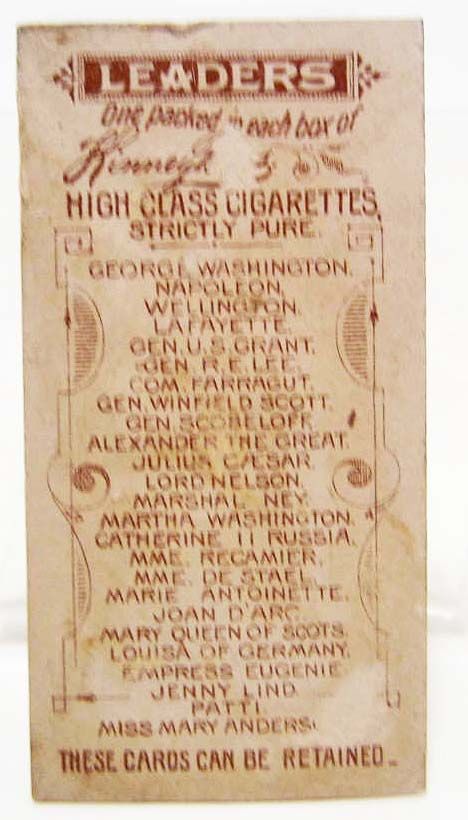 LEADERS
One packed in each box of
Kinney's
HIGH CLASS CIGARETTES,
STRICTLY PURE.
GEORGE WASHINGTON,
NAPOLEON,
WELLINGTON,
LAFAYETTE,
GEN. U.S. GRANT,
GEN. R.E. LEE,
COM. FARRAGUT,
GEN. WINFIELD SCOTT,
GEN. SCOBELOFF,
ALEXANDER THE GREAT,
JULIUS CÆSAR,
LORD NELSON,
MARSHAL NEY,
MARTHA WASHINGTON,
CATHERINE II RUSSIA,
MME. RECAMIER,
MME. DE STAEL,
MARIE ANTOINETTE,
JOAN D'ARC,
MARY QUEEN OF SCOTS,
LOUISA OF GERMANY,
EMPRESS EUGENIE,
JENNY LIND
PATTI,
MISS MARY ANDERS
THESE CARDS CAN BE RETAINED.